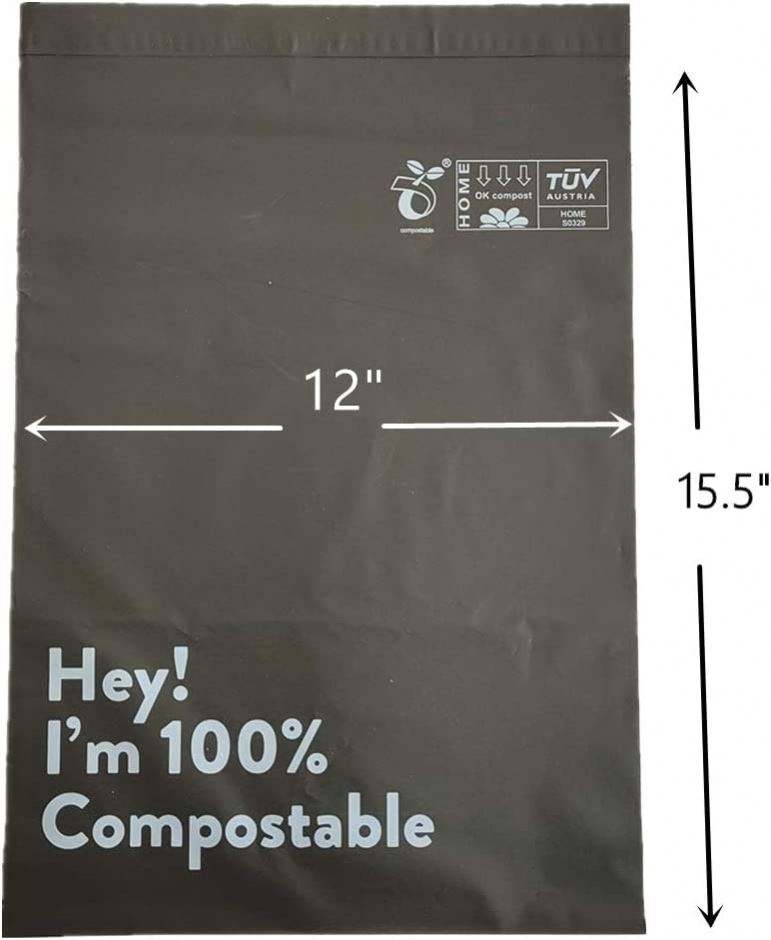 ®
compostable
HOME
OK compost
TÜV
AUSTRIA
HOME
S0329
12"
15.5"
Hey!
I'm 100%
Compostable